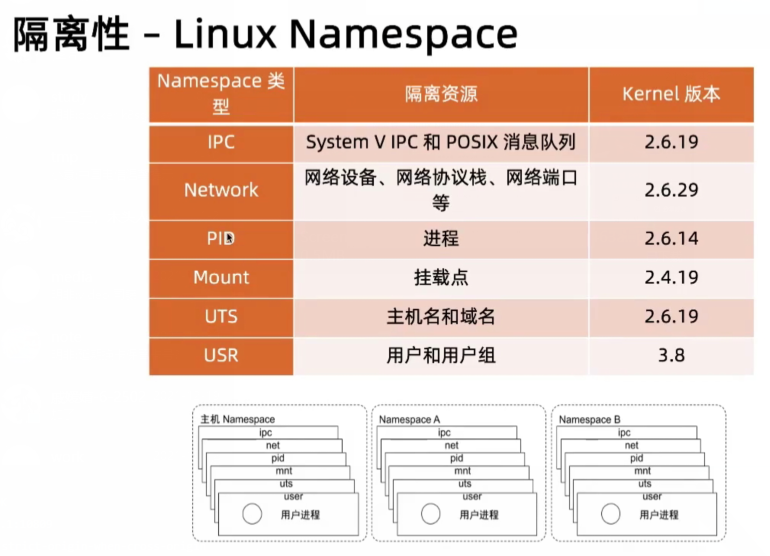 隔离性 – Linux Namespace
Namespace 类
型
隔离资源
Kernel 版本
IPC
System V IPC 和 POSIX 消息队列
2.6.19
Network
网络设备、网络协议栈、网络端口
等
2.6.29
PID
进程
2.6.14
Mount
挂载点
2.4.19
UTS
主机名和域名
2.6.19
USR
用户和用户组
3.8
主机 Namespace
ipc
net
pid
mnt
uts
user
用户进程
Namespace A
ipc
net
pid
mnt
uts
user
用户进程
Namespace B
ipc
net
pid
mnt
uts
user
用户进程